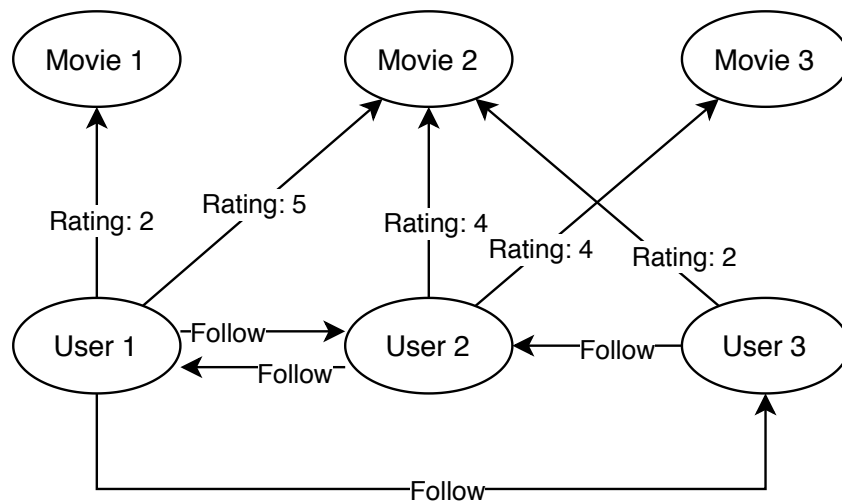 Movie 1
Movie 2
Movie 3
Rating: 2
Rating: 5
Rating: 4
Rating: 4
Rating: 2
User 1
Follow
Follow
User 2
Follow
User 3
Follow